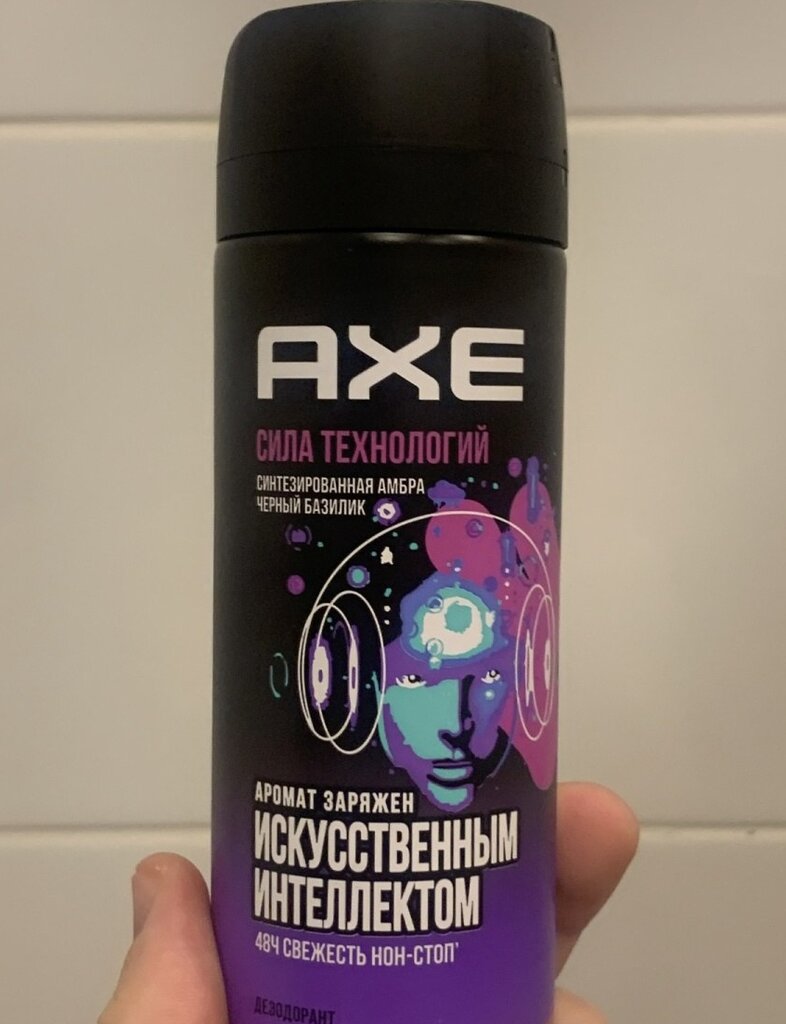 AXE
СИЛА ТЕХНОЛОГИЙ
СИНТЕЗИРОВАННАЯ АМБРА
ЧЕРНЫЙ БАЗИЛИК
АРОМАТ ЗАРЯЖЕН
ИСКУССТВЕННЫМ
ИНТЕЛЛЕКТОМ
48Ч СВЕЖЕСТЬ НОН-СТОП'
ДЕЗОДОРАНТ